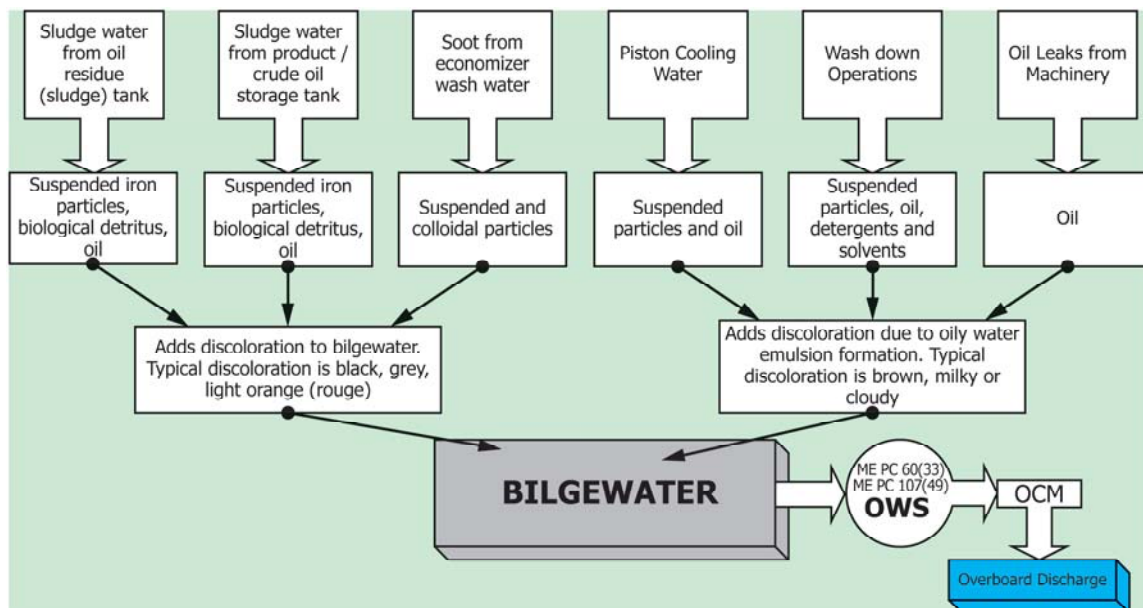 Sludge water
from oil
residue
(sludge) tank
Sludge water
from product /
crude oil
storage tank
Soot from
economizer
wash water
Piston Cooling
Water
Wash down
Operations
Oil Leaks from
Machinery
Suspended iron
particles,
biological detritus,
oil
Suspended iron
particles,
biological detritus,
oil
Suspended and
colloidal particles
Suspended
particles and oil
Suspended
particles, oil,
detergents and
solvents
Oil
Adds discoloration to bilgewater.
Typical discoloration is black, grey,
light orange (rouge)
Adds discoloration due to oily water
emulsion formation. Typical
discoloration is brown, milky or
cloudy
BILGEWATER
ME PC 60(33)
ME PC 107(49)
OWS
OCM
Overboard Discharge